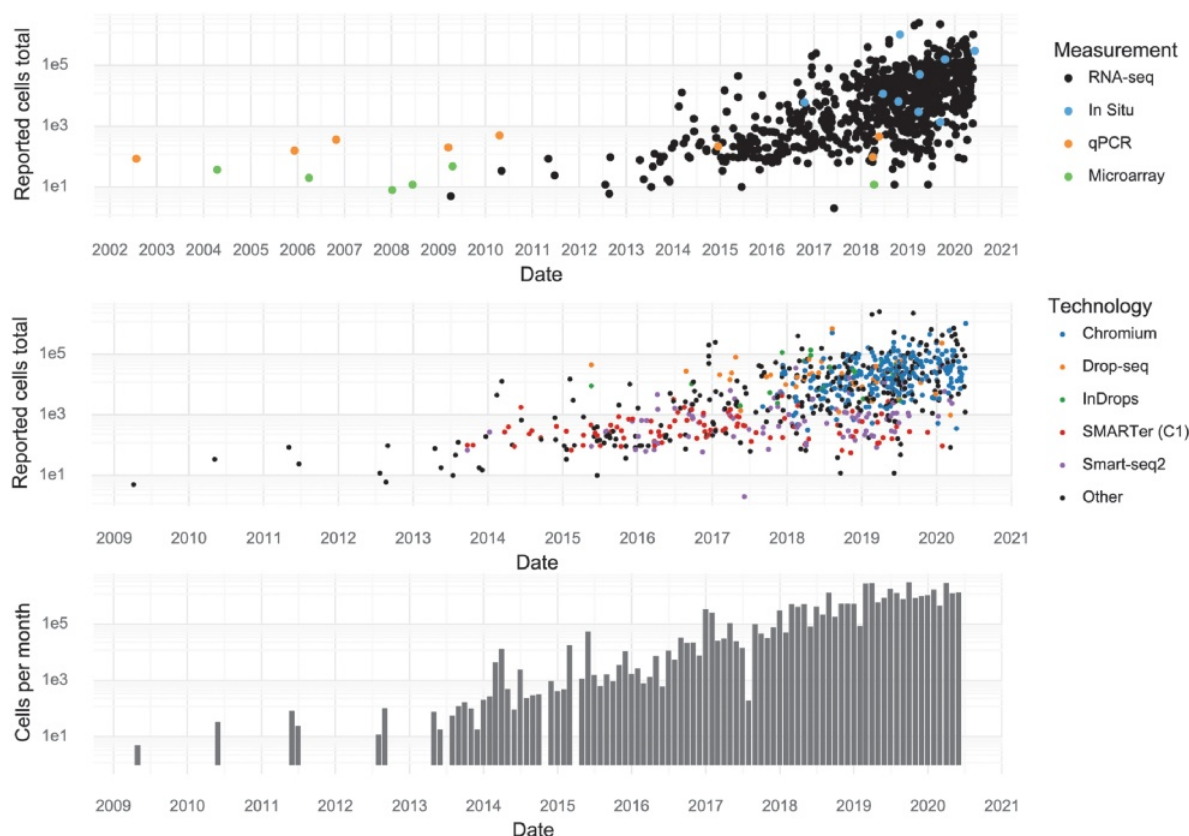 Reported cells total
1e5
1e3
1e1
2002 2003 2004 2005 2006 2007 2008 2009 2010 2011 2012 2013 2014 2015 2016 2017 2018 2019 2020 2021
Date
Measurement
RNA-seq
In Situ
qPCR
Microarray
Reported cells total
1e5
1e3
1e1
2009 2010 2011 2012 2013 2014 2015 2016 2017 2018 2019 2020 2021
Date
Technology
Chromium
Drop-seq
InDrops
SMARTer (C1)
Smart-seq2
Other
Cells per month
1e5
1e3
1e1
2009 2010 2011 2012 2013 2014 2015 2016 2017 2018 2019 2020 2021
Date